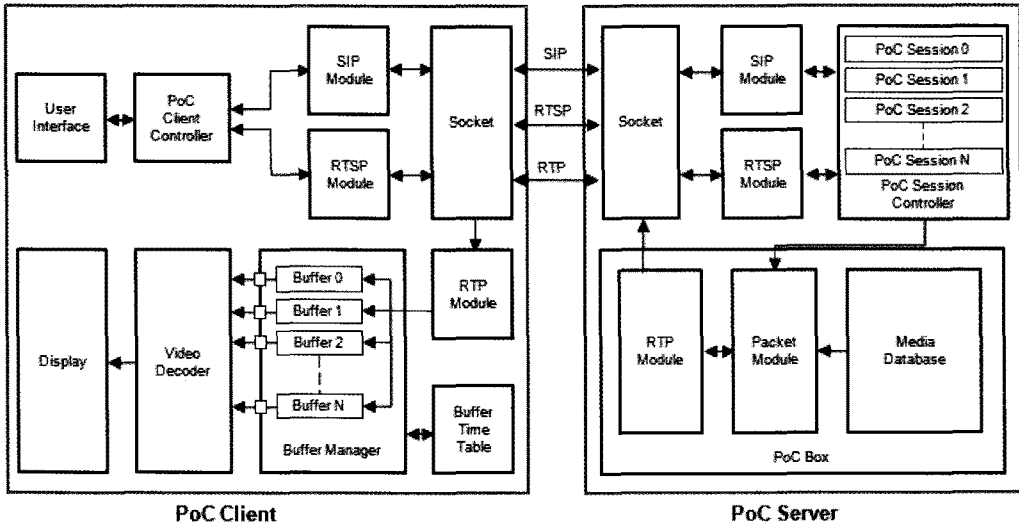 User
Interface
PoC
Client
Controller
SIP
Module
RTSP
Module
Socket
SIP
RTSP
RTP
Socket
SIP
Module
RTSP
Module
PoC Session 0
PoC Session 1
PoC Session 2
PoC Session N
PoC Session
Controller
Display
Video
Decoder
Buffer 0
Buffer 1
Buffer 2
Buffer N
Buffer Manager
RTP
Module
Buffer
Time
Table
RTP
Module
Packet
Module
Media
Database
PoC Box
PoC Client
PoC Server